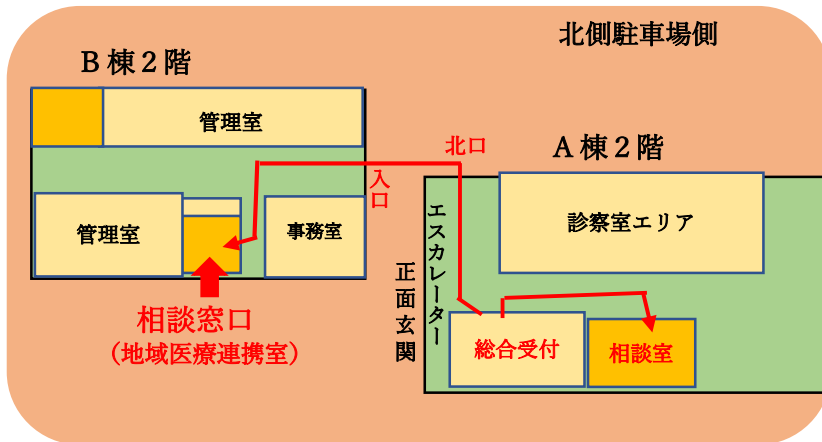 北側駐車場側
B棟2階
管理室
北口
A棟2階
入口
管理室
事務室
診察室エリア
エスカレーター
正面玄関
相談窓口
(地域医療連携室)
総合受付
相談室